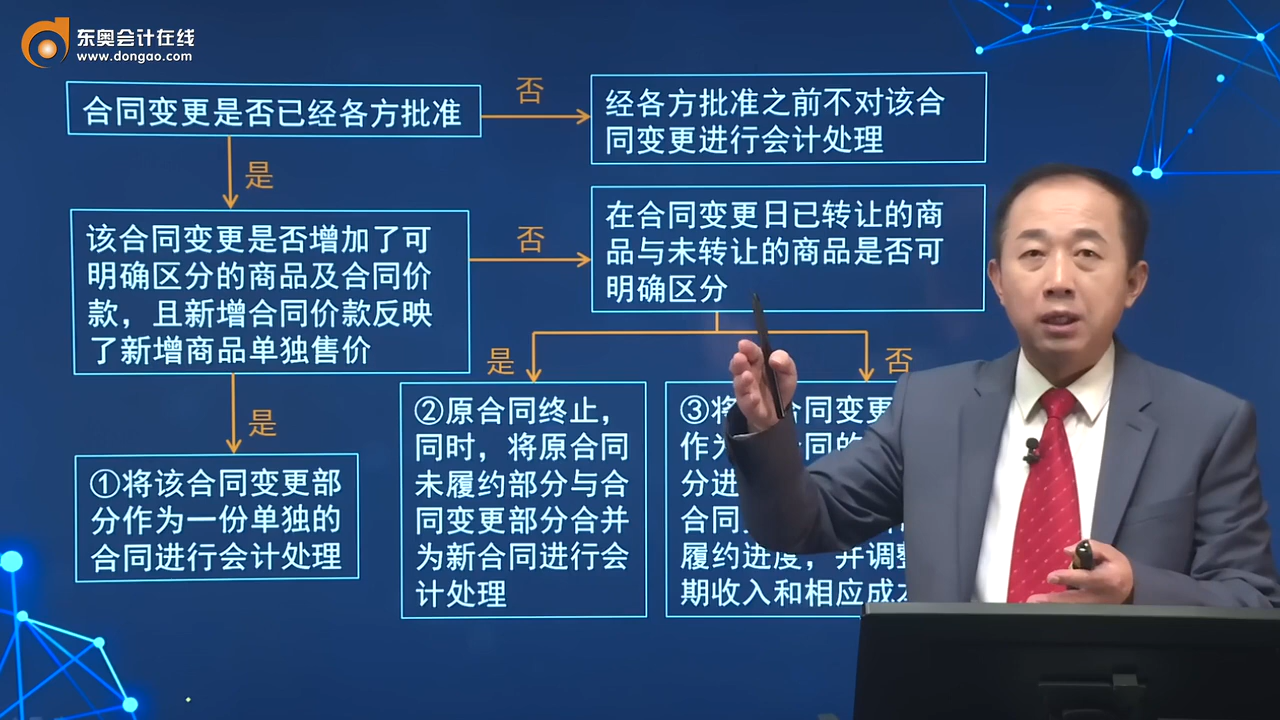 东奥会计在线
www.dongao.com
合同变更是否已经各方批准
否
经各方批准之前不对该合
同变更进行会计处理
是
该合同变更是否增加了可
明确区分的商品及合同价
款，且新增合同价款反映
了新增商品单独售价
否
在合同变更日已转让的商
品与未转让的商品是否可
明确区分
是
①将该合同变更部
分作为一份单独的
合同进行会计处理
是
②原合同终止，
同时，将原合同
未履约部分与合
同变更部分合并
为新合同进行会
计处理
否
③将 合同变更
作为 合同的
分进
合同
履约进度，并调整
期收入和相应成本